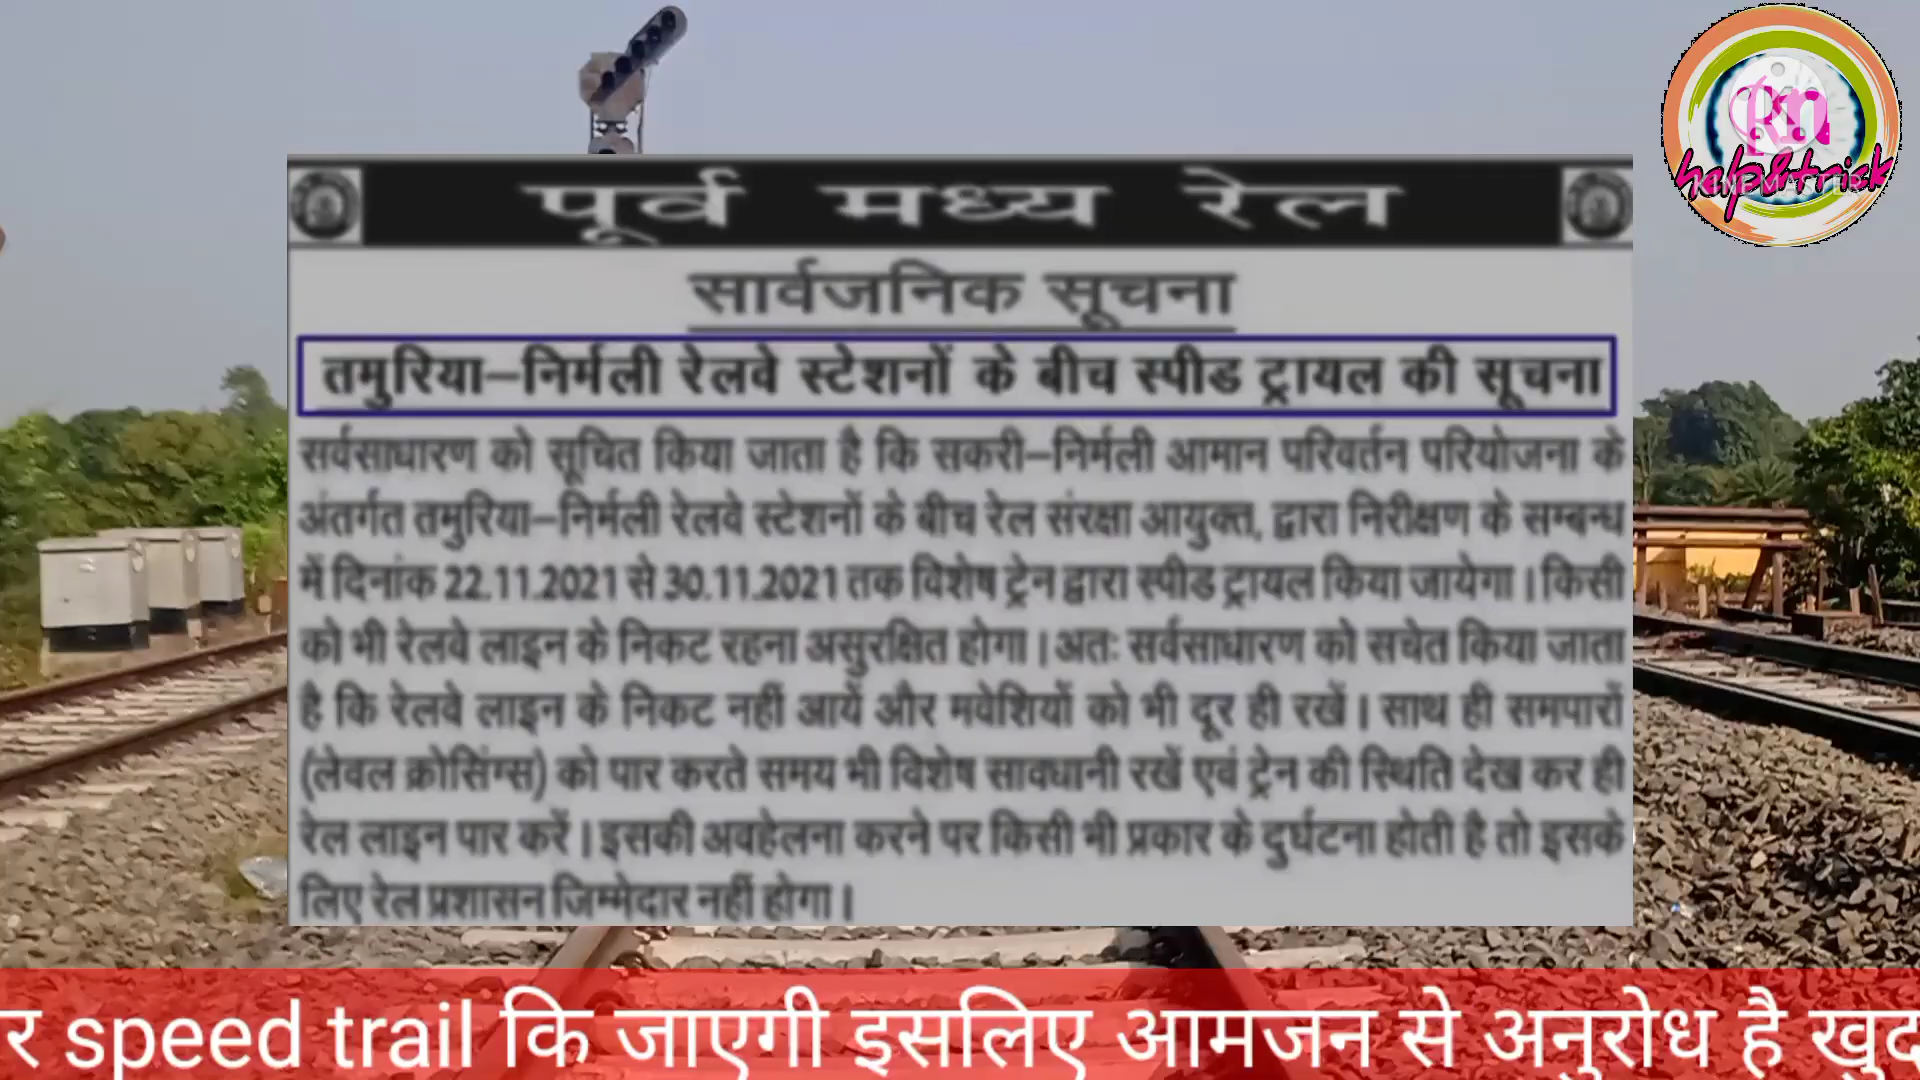 पूर्व मध्य रेल
सार्वजनिक सूचना
तमुरिया–निर्मली रेलवे स्टेशनों के बीच स्पीड ट्रायल की सूचना
सर्वसाधारण को सूचित किया जाता है कि सकरी–निर्मली आमान परिवर्तन परियोजना के
अंतर्गत तमुरिया–निर्मली रेलवे स्टेशनों के बीच रेल संरक्षा आयुक्त, द्वारा निरीक्षण के सम्बन्ध
में दिनांक 22.11.2021 से 30.11.2021 तक विशेष ट्रेन द्वारा स्पीड ट्रायल किया जायेगा । किसी
को भी रेलवे लाइन के निकट रहना असुरक्षित होगा । अतः सर्वसाधारण को सचेत किया जाता
है कि रेलवे लाइन के निकट नहीं आयें और मवेशियों को भी दूर ही रखें । साथ ही समपारों
(लेवल क्रोसिंग्स) को पार करते समय भी विशेष सावधानी रखें एवं ट्रेन की स्थिति देख कर ही
रेल लाइन पार करें । इसकी अवहेलना करने पर किसी भी प्रकार के दुर्घटना होती है तो इसके
लिए रेल प्रशासन जिम्मेदार नहीं होगा ।
Rn
help&trick
KINEMASTER
र speed trail कि जाएगी इसलिए आमजन से अनुरोध है खुद